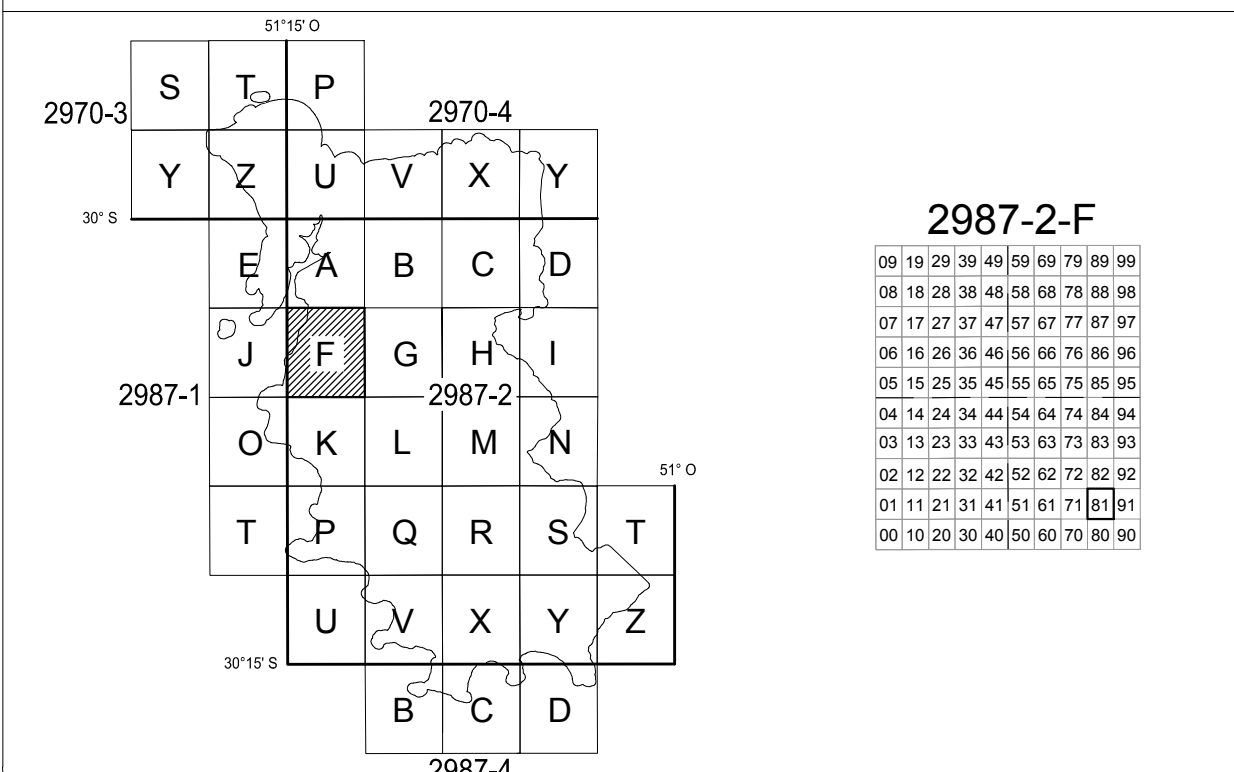 51°15' O
S T P
2970-3 2970-4
Y Z U V X Y
30° S
E A B C D
J F G H I
2987-1 2987-2
O K L M N
51° O
T P Q R S T
U V X Y Z
30°15' S
B C D
2987-4
2987-2-F
09 19 29 39 49 59 69 79 89 99
08 18 28 38 48 58 68 78 88 98
07 17 27 37 47 57 67 77 87 97
06 16 26 36 46 56 66 76 86 96
05 15 25 35 45 55 65 75 85 95
04 14 24 34 44 54 64 74 84 94
03 13 23 33 43 53 63 73 83 93
02 12 22 32 42 52 62 72 82 92
01 11 21 31 41 51 61 71 81 91
00 10 20 30 40 50 60 70 80 90